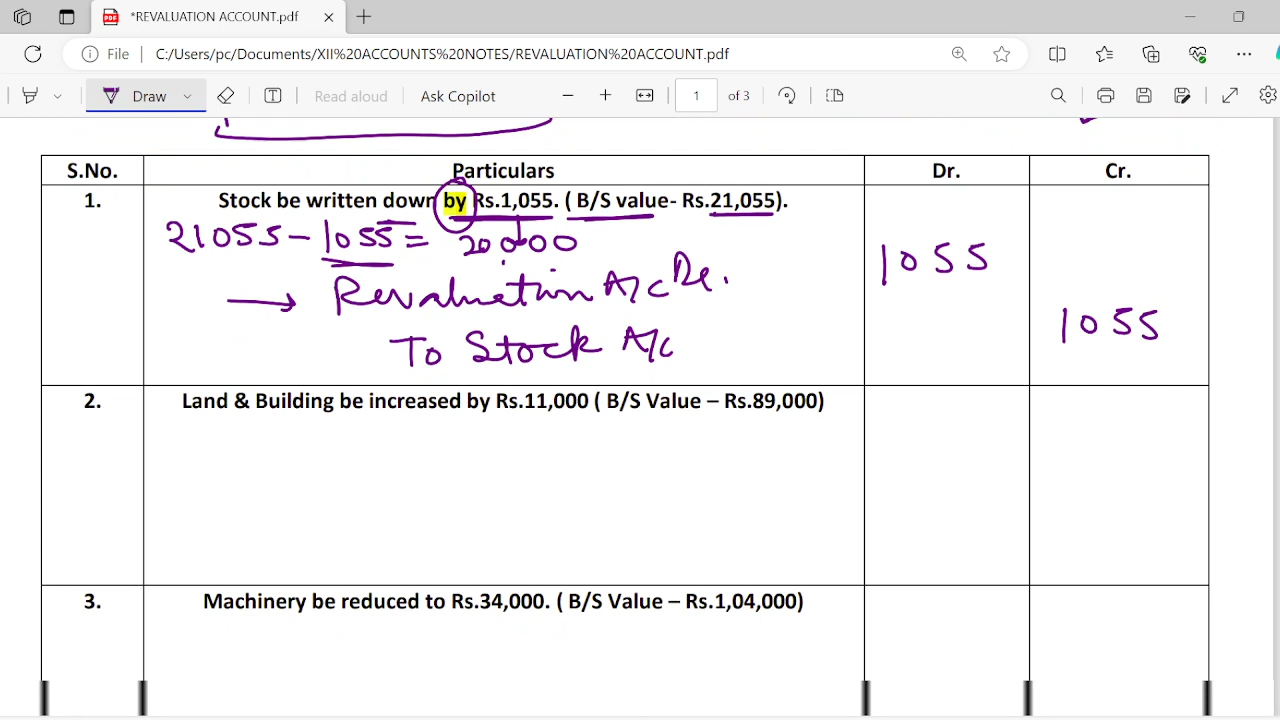 *REVALUATION ACCOUNT.pdf
File C:/Users/pc/Documents/XII%20ACCOUNTS%20NOTES/REVALUATION%20ACCOUNT.pdf
Draw Read aloud Ask Copilot 1 of 3
S.No. Particulars Dr. Cr.
1. Stock be written down by Rs.1,055. ( B/S value- Rs.21,055).
21055 - 1055 = 20000
→ Revaluation A/c De. 1055
To Stock A/c 1055
2. Land & Building be increased by Rs.11,000 ( B/S Value – Rs.89,000)
3. Machinery be reduced to Rs.34,000. ( B/S Value – Rs.1,04,000)